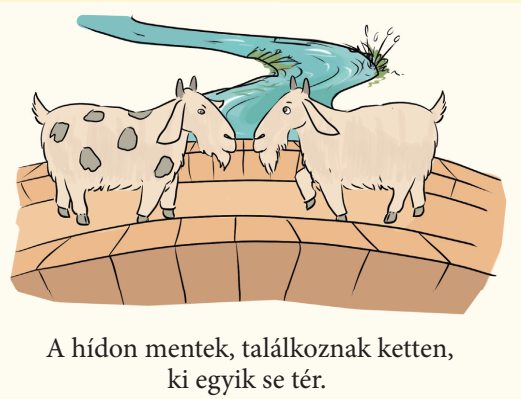 A hídon mentek, találkoznak ketten,
ki egyik se tér.